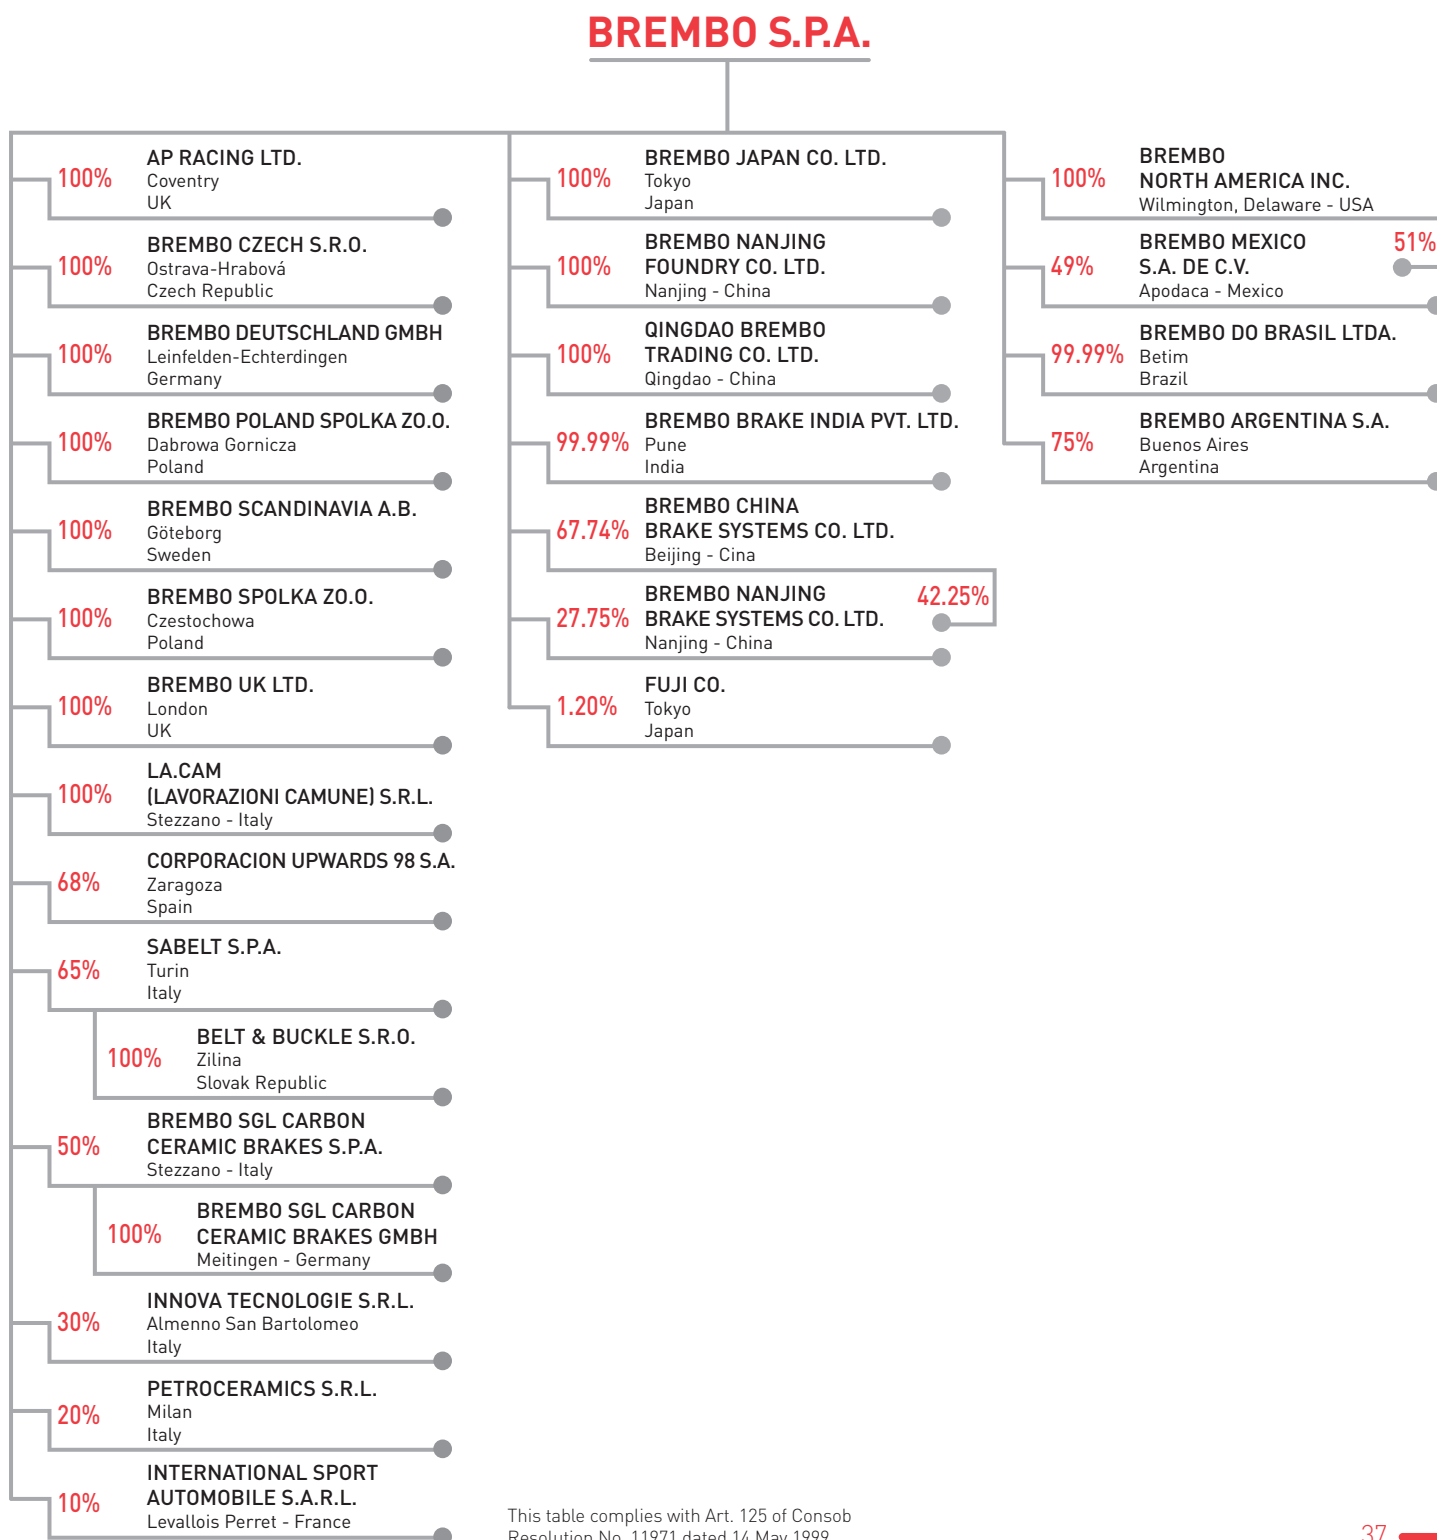 BREMBO S.P.A.
100%
AP RACING LTD.
Coventry
UK
100%
BREMBO CZECH S.R.O.
Ostrava-Hrabová
Czech Republic
100%
BREMBO DEUTSCHLAND GMBH
Leinfelden-Echterdingen
Germany
100%
BREMBO POLAND SPOLKA ZO.O.
Dabrowa Gornicza
Poland
100%
BREMBO SCANDINAVIA A.B.
Göteborg
Sweden
100%
BREMBO SPOLKA ZO.O.
Czestochowa
Poland
100%
BREMBO UK LTD.
London
UK
100%
LA.CAM
(LAVORAZIONI CAMUNE) S.R.L.
Stezzano - Italy
68%
CORPORACION UPWARDS 98 S.A.
Zaragoza
Spain
65%
SABELT S.P.A.
Turin
Italy
100%
BELT & BUCKLE S.R.O.
Zilina
Slovak Republic
50%
BREMBO SGL CARBON
CERAMIC BRAKES S.P.A.
Stezzano - Italy
100%
BREMBO SGL CARBON
CERAMIC BRAKES GMBH
Meitingen - Germany
30%
INNOVA TECNOLOGIE S.R.L.
Almenno San Bartolomeo
Italy
20%
PETROCERAMICS S.R.L.
Milan
Italy
10%
INTERNATIONAL SPORT
AUTOMOBILE S.A.R.L.
Levallois Perret - France
100%
BREMBO JAPAN CO. LTD.
Tokyo
Japan
100%
BREMBO NANJING
FOUNDRY CO. LTD.
Nanjing - China
100%
QINGDAO BREMBO
TRADING CO. LTD.
Qingdao - China
99.99%
BREMBO BRAKE INDIA PVT. LTD.
Pune
India
67.74%
BREMBO CHINA
BRAKE SYSTEMS CO. LTD.
Beijing - Cina
27.75%
BREMBO NANJING
BRAKE SYSTEMS CO. LTD.
Nanjing - China
42.25%
1.20%
FUJI CO.
Tokyo
Japan
100%
BREMBO
NORTH AMERICA INC.
Wilmington, Delaware - USA
49%
BREMBO MEXICO
S.A. DE C.V.
Apodaca - Mexico
51%
99.99%
BREMBO DO BRASIL LTDA.
Betim
Brazil
75%
BREMBO ARGENTINA S.A.
Buenos Aires
Argentina
This table complies with Art. 125 of Consob
Resolution No. 11971 dated 14 May 1999
37